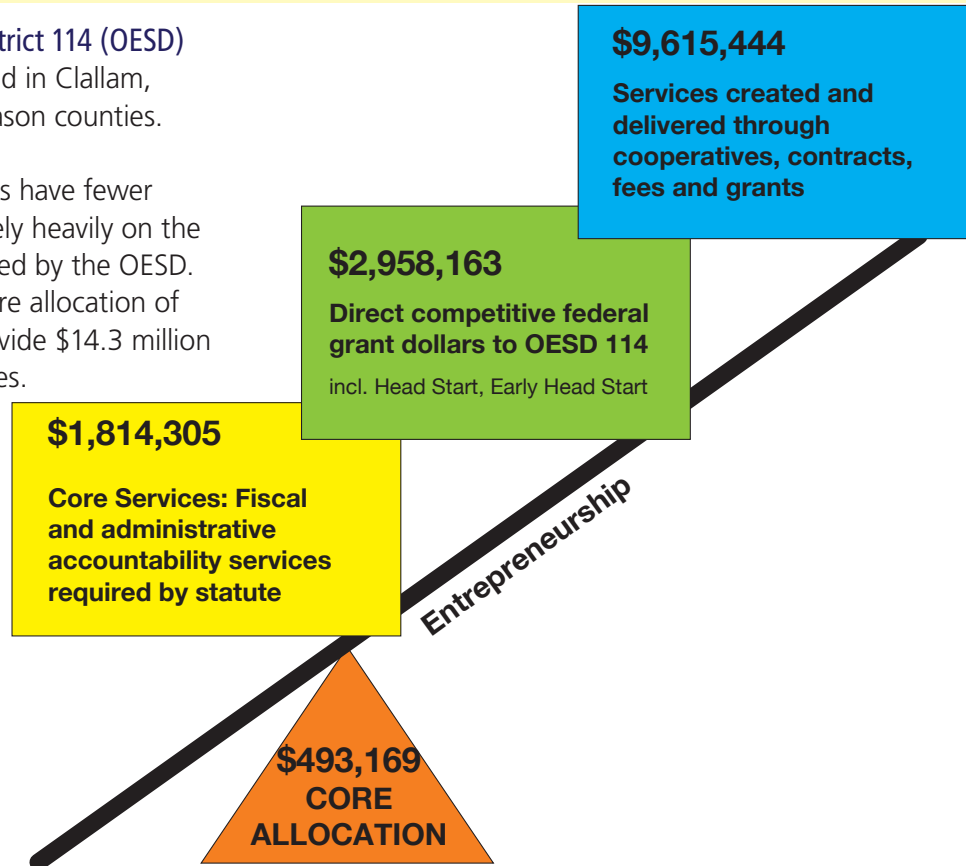 trict 114 (OESD)
d in Clallam,
ason counties.
s have fewer
ely heavily on the
ed by the OESD.
re allocation of
vide $14.3 million
es.
$9,615,444
Services created and
delivered through
cooperatives, contracts,
fees and grants
$2,958,163
Direct competitive federal
grant dollars to OESD 114
incl. Head Start, Early Head Start
$1,814,305
Core Services: Fiscal
and administrative
accountability services
required by statute
Entrepreneurship
$493,169
CORE
ALLOCATION